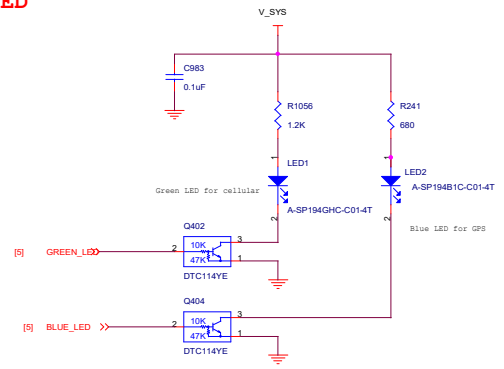 ED
V_SYS
C983
0.1uF
R1056
1.2K
R241
680
1
1
LED1
LED2
A-SP194B1C-C01-4T
Green LED for cellular
A-SP194GHC-C01-4T
2
2
Blue LED for GPS
Q402
[5] GREEN_LED
2
10K
47K
3
1
DTC114YE
Q404
[5] BLUE_LED
2
10K
47K
3
1
DTC114YE